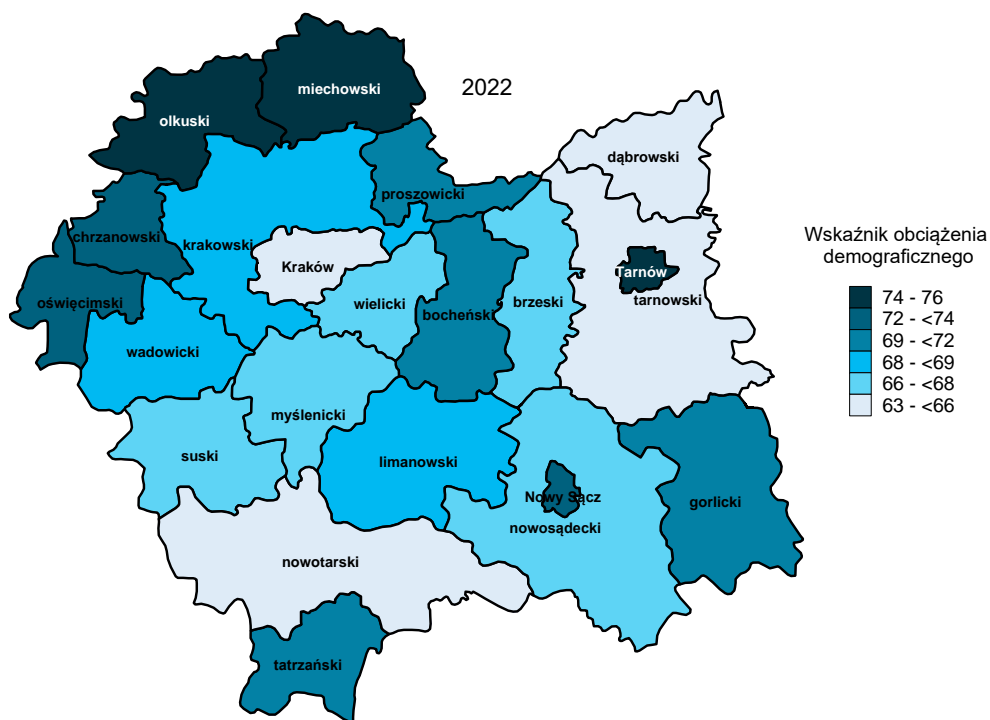 2022
miechowski
olkuski
dąbrowski
proszowicki
chrzanowski
krakowski
Kraków
Tarnów
oświęcimski
wielicki
bocheński
brzeski
tarnowski
wadowicki
myślenicki
suski
limanowski
Nowy Sącz
nowosądecki
gorlicki
nowotarski
tatrzański
Wskaźnik obciążenia
demograficznego
74 - 76
72 - <74
69 - <72
68 - <69
66 - <68
63 - <66